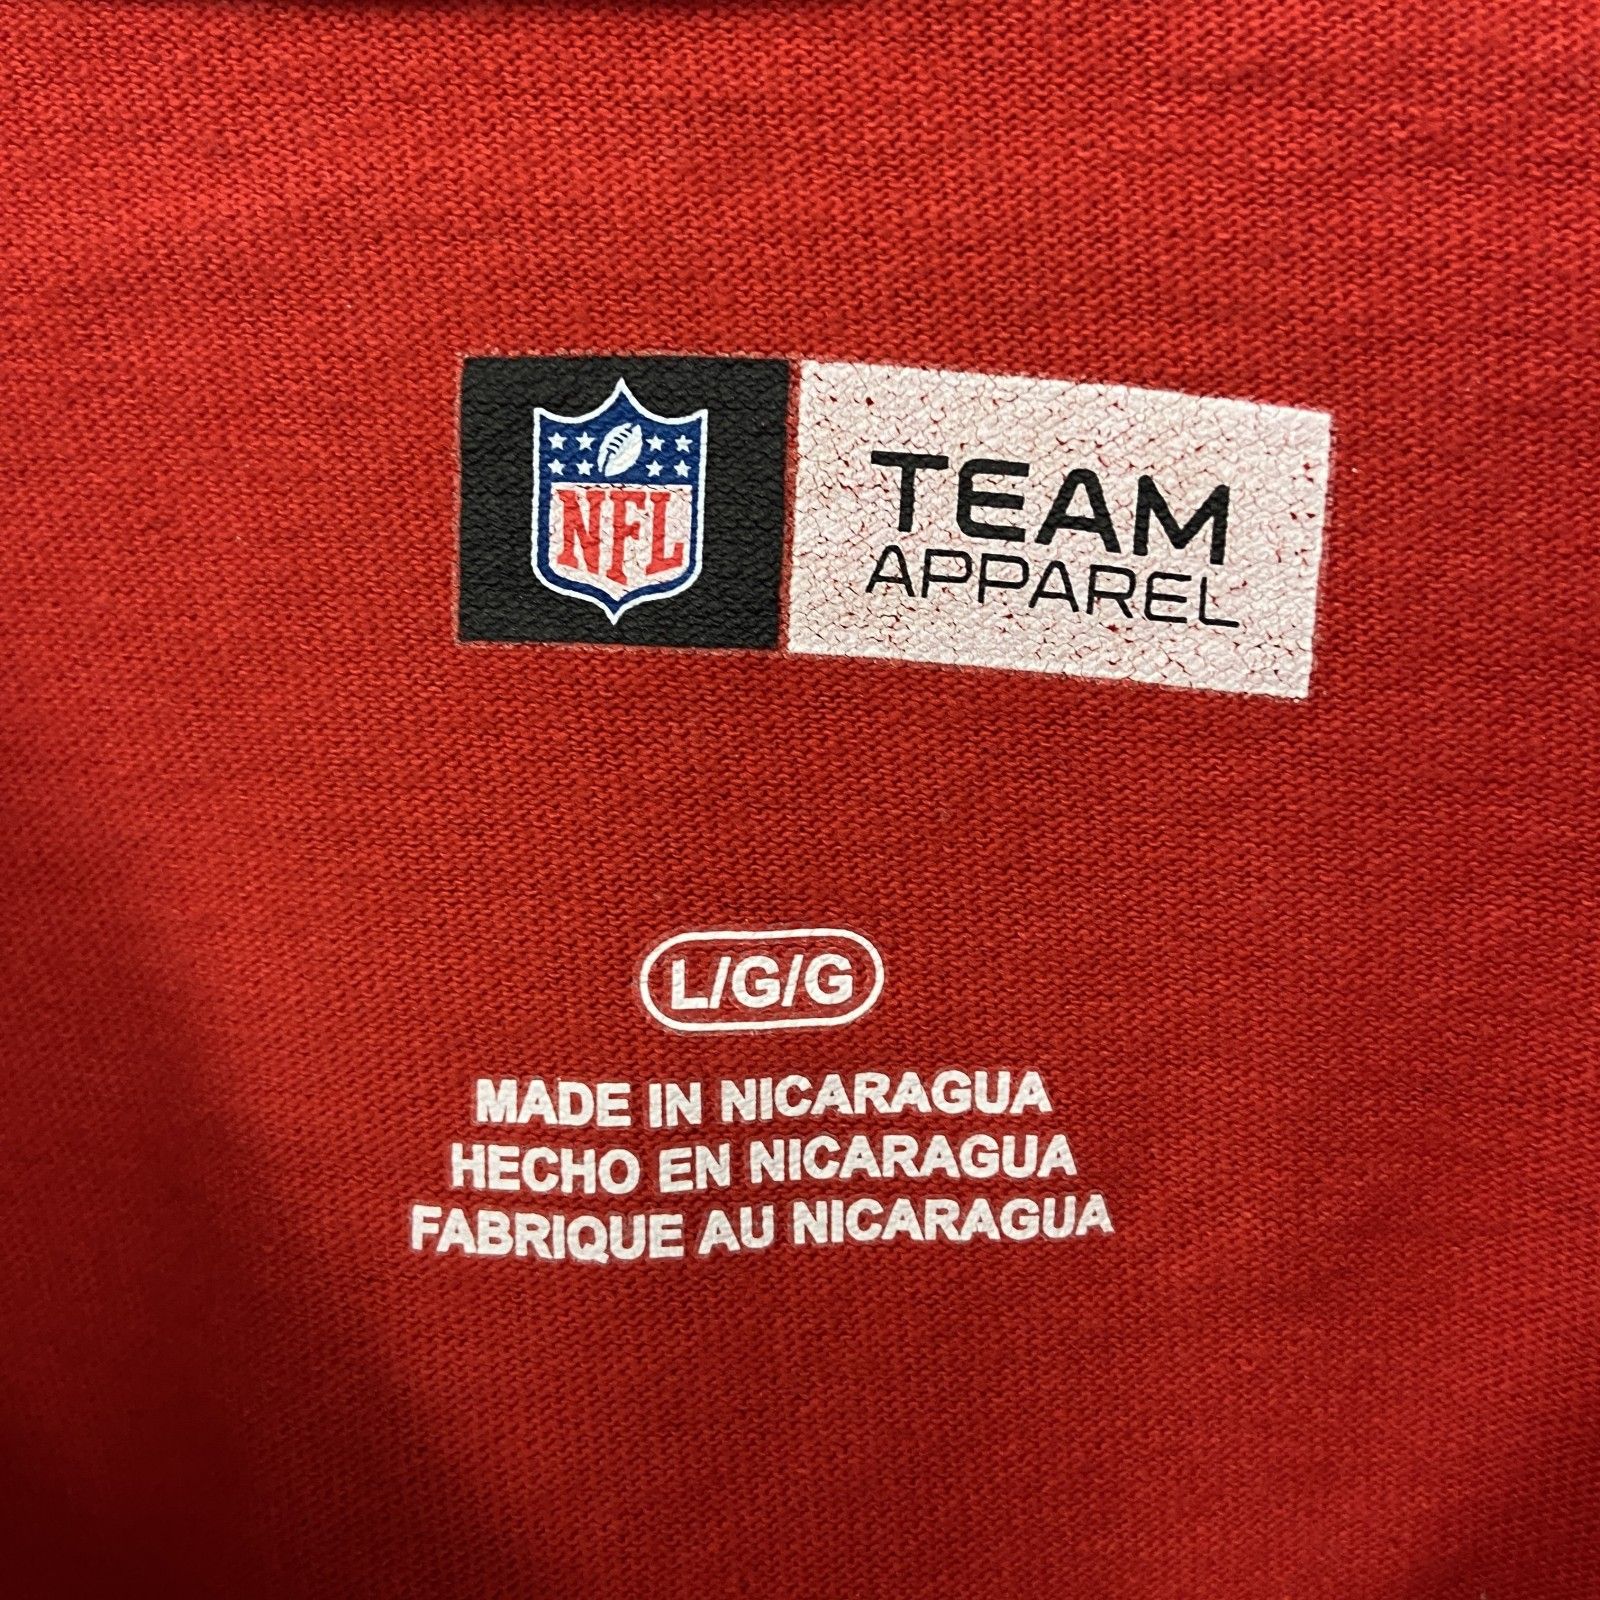 NFL
TEAM
APPAREL
L/G/G
MADE IN NICARAGUA
HECHO EN NICARAGUA
FABRIQUE AU NICARAGUA